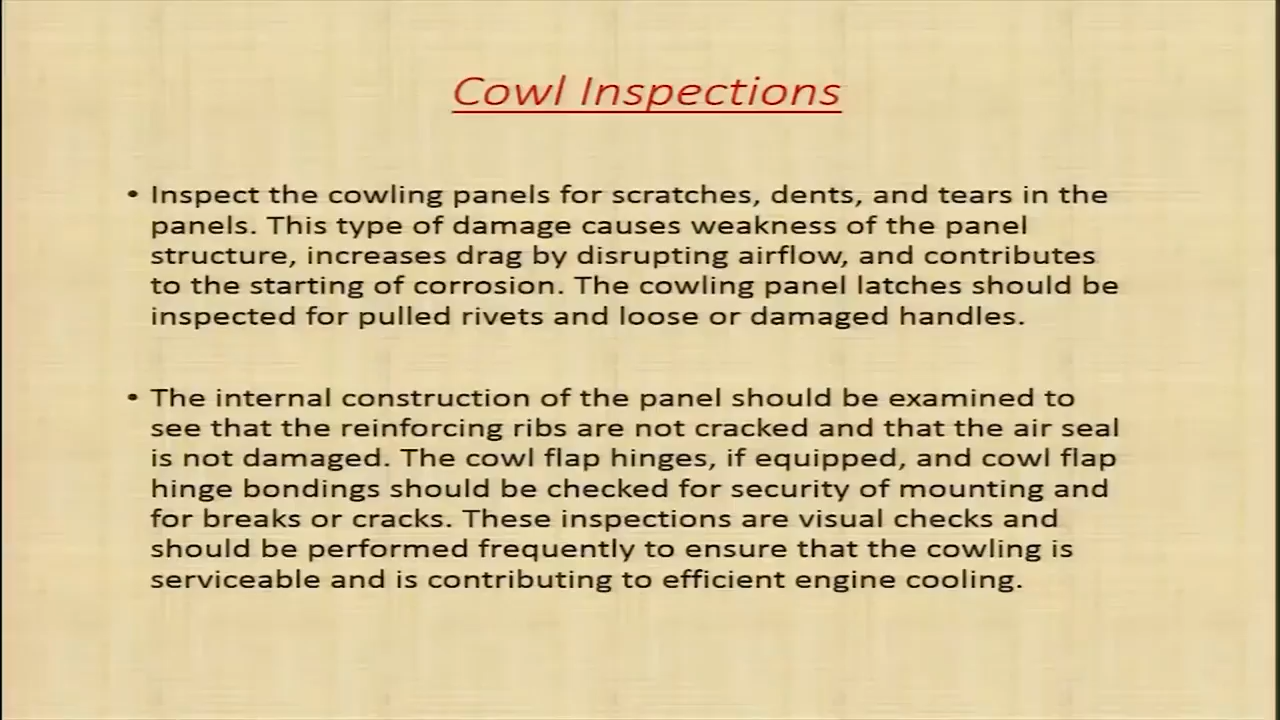 Cowl Inspections
• Inspect the cowling panels for scratches, dents, and tears in the
panels. This type of damage causes weakness of the panel
structure, increases drag by disrupting airflow, and contributes
to the starting of corrosion. The cowling panel latches should be
inspected for pulled rivets and loose or damaged handles.
• The internal construction of the panel should be examined to
see that the reinforcing ribs are not cracked and that the air seal
is not damaged. The cowl flap hinges, if equipped, and cowl flap
hinge bondings should be checked for security of mounting and
for breaks or cracks. These inspections are visual checks and
should be performed frequently to ensure that the cowling is
serviceable and is contributing to efficient engine cooling.